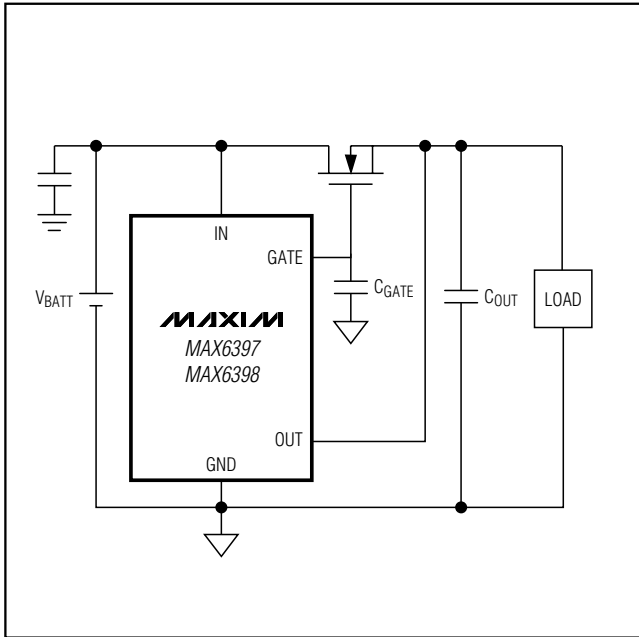 IN
GATE
C_GATE
V_BATT
C_OUT
LOAD
MAXIM
MAX6397
MAX6398
OUT
GND